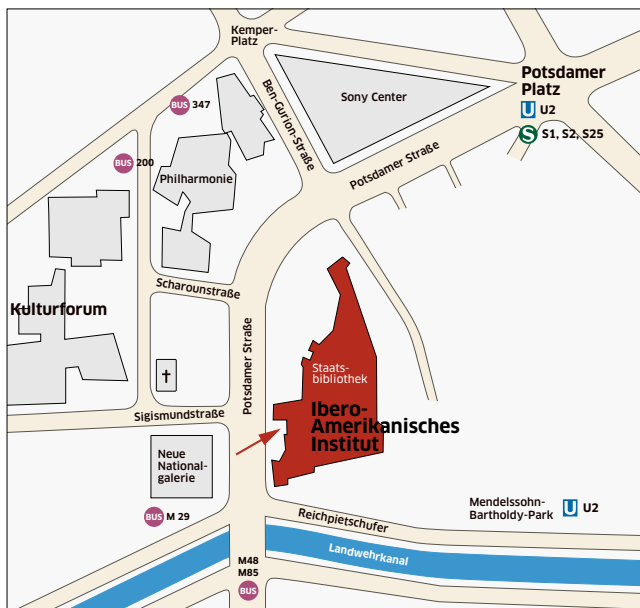 Kemper-
Platz
Potsdamer
Platz
U U2
S S1, S2, S25
BUS 347
Ben-Gurion-Straße
Sony Center
BUS 200
Philharmonie
Potsdamer Straße
Scharounstraße
Kulturforum
Potsdamer Straße
Staats-
bibliothek
Ibero-
Amerikanisches
Institut
Sigismundstraße
Neue
National-
galerie
BUS M 29
Mendelssohn-
Bartholdy-Park
U U2
Reichpietschufer
Landwehrkanal
M48
M85
BUS